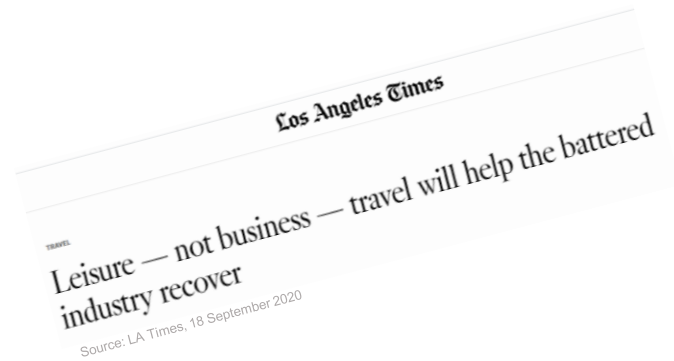 Los Angeles Times
TRAVEL
Leisure — not business — travel will help the battered
industry recover
Source: LA Times, 18 September 2020